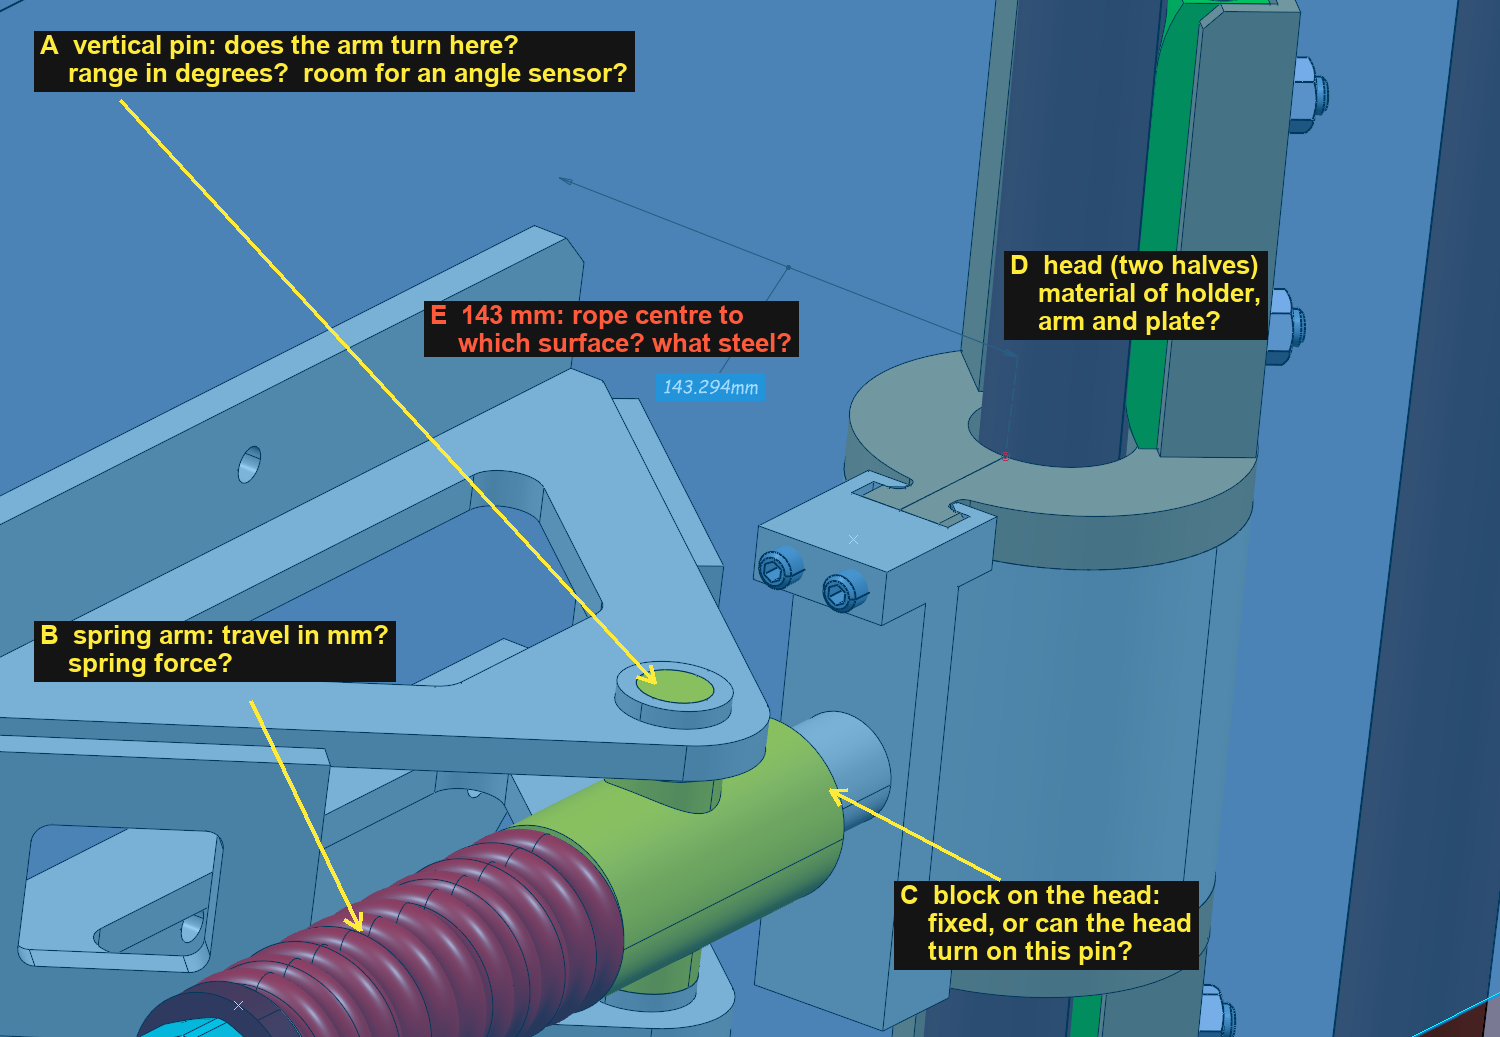 A vertical pin: does the arm turn here?
range in degrees? room for an angle sensor?
D head (two halves)
material of holder,
arm and plate?
E 143 mm: rope centre to
which surface? what steel?
143.294mm
B spring arm: travel in mm?
spring force?
C block on the head:
fixed, or can the head
turn on this pin?